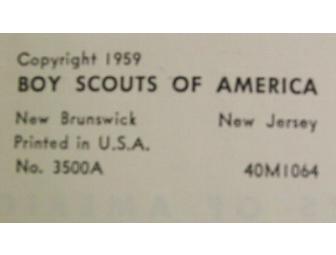 Copyright 1959
BOY SCOUTS OF AMERICA
New Brunswick New Jersey
Printed in U.S.A.
No. 3500A 40M1064